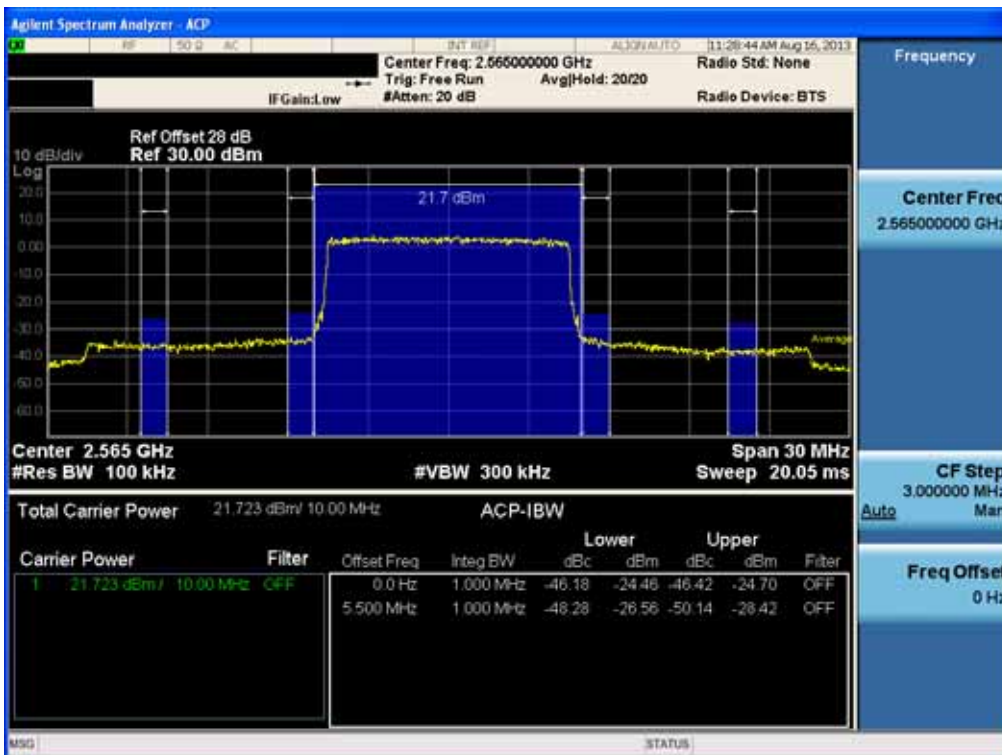 Agilent Spectrum Analyzer - ACP
RF 50 Ω AC INT REF ALIGN AUTO 11:28:44 AM Aug 16, 2013
Center Freq: 2.565000000 GHz Radio Std: None
Trig: Free Run Avg|Hold: 20/20
IFGain:Low #Atten: 20 dB Radio Device: BTS
Ref Offset 28 dB
10 dB/div Ref 30.00 dBm
Log
20.0
10.0
0.00
-10.0
-20.0
-30.0
-40.0
-50.0
-60.0
21.7 dBm
Average
Center 2.565 GHz Span 30 MHz
#Res BW 100 kHz #VBW 300 kHz Sweep 20.05 ms
Total Carrier Power 21.723 dBm/ 10.00 MHz ACP-IBW
Lower Upper
Carrier Power Filter Offset Freq Integ BW dBc dBm dBc dBm Filter
1 21.723 dBm / 10.00 MHz OFF 0.0 Hz 1.000 MHz -46.18 -24.46 -46.42 -24.70 OFF
5.500 MHz 1.000 MHz -48.28 -26.56 -50.14 -28.42 OFF
MSG STATUS
Frequency
Center Freq
2.565000000 GHz
CF Step
3.000000 MHz
Auto Man
Freq Offset
0 Hz